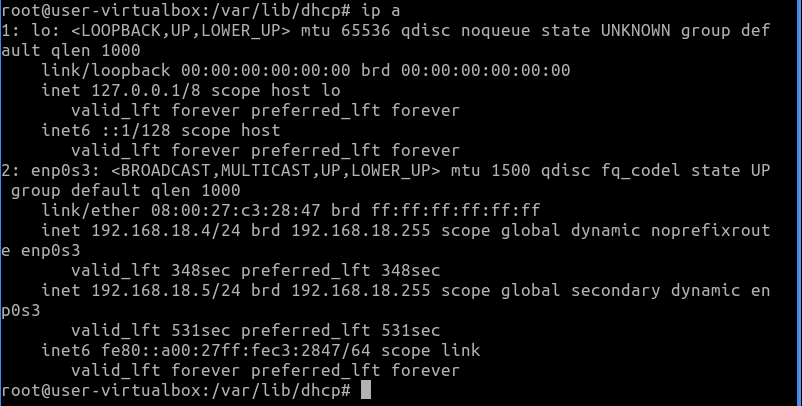 root@user-virtualbox:/var/lib/dhcp# ip a
1: lo: <LOOPBACK,UP,LOWER_UP> mtu 65536 qdisc noqueue state UNKNOWN group def
ault qlen 1000
    link/loopback 00:00:00:00:00:00 brd 00:00:00:00:00:00
    inet 127.0.0.1/8 scope host lo
       valid_lft forever preferred_lft forever
    inet6 ::1/128 scope host
       valid_lft forever preferred_lft forever
2: enp0s3: <BROADCAST,MULTICAST,UP,LOWER_UP> mtu 1500 qdisc fq_codel state UP
 group default qlen 1000
    link/ether 08:00:27:c3:28:47 brd ff:ff:ff:ff:ff:ff
    inet 192.168.18.4/24 brd 192.168.18.255 scope global dynamic noprefixrout
e enp0s3
       valid_lft 348sec preferred_lft 348sec
    inet 192.168.18.5/24 brd 192.168.18.255 scope global secondary dynamic en
p0s3
       valid_lft 531sec preferred_lft 531sec
    inet6 fe80::a00:27ff:fec3:2847/64 scope link
       valid_lft forever preferred_lft forever
root@user-virtualbox:/var/lib/dhcp#